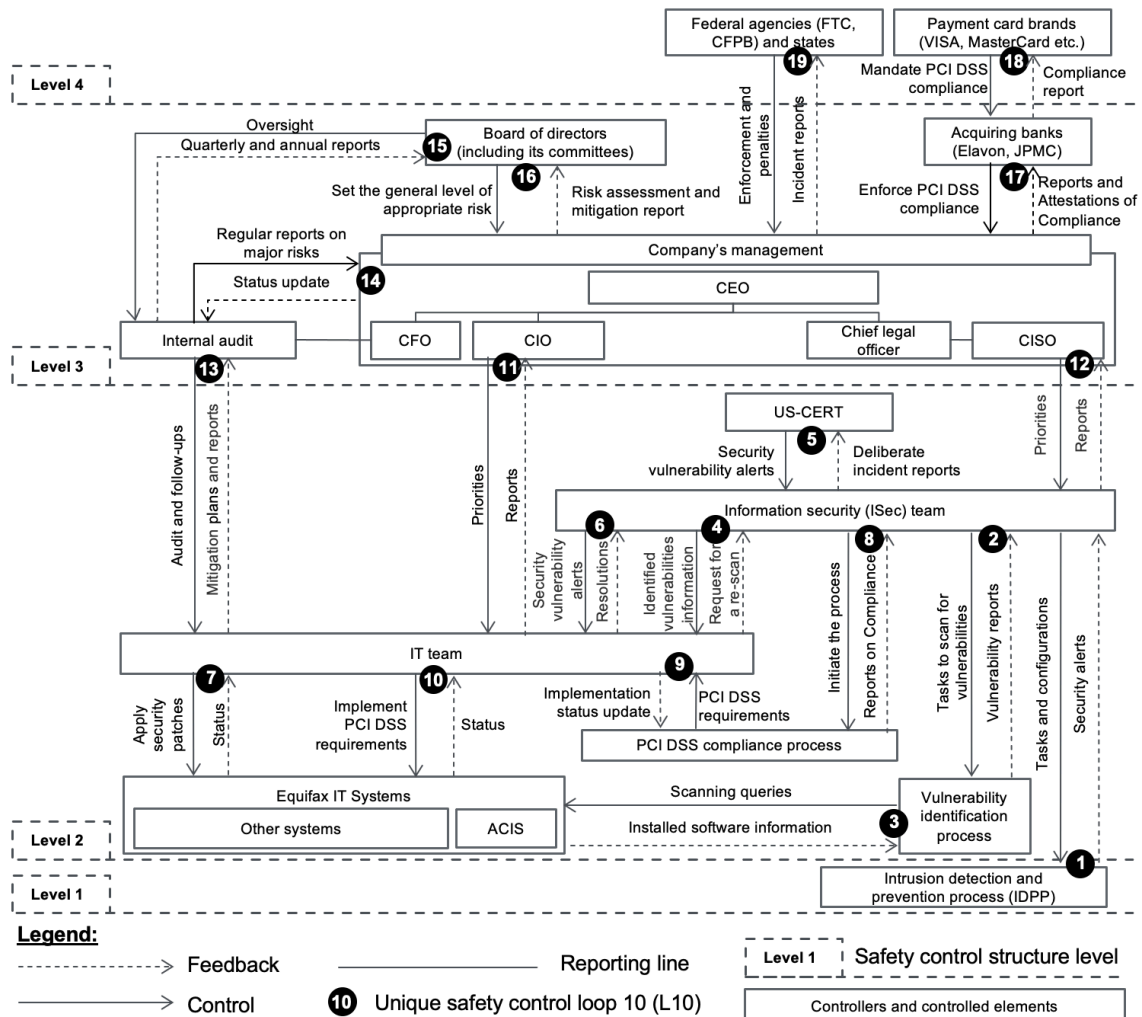 Federal agencies (FTC,
CFPB) and states
Payment card brands
(VISA, MasterCard etc.)
19
18
Level 4
Mandate PCI DSS
compliance
Compliance
report
Enforcement and
penalties
Incident reports
Oversight
Quarterly and annual reports
15
Board of directors
(including its committees)
16
Acquiring banks
(Elavon, JPMC)
17
Set the general level of
appropriate risk
Risk assessment and
mitigation report
Enforce PCI DSS
compliance
Reports and
Attestations of
Compliance
Regular reports on
major risks
Status update
14
Company's management
CEO
Internal audit
CFO
CIO
Chief legal
officer
CISO
13
11
12
Level 3
US-CERT
5
Security
vulnerability alerts
Deliberate
incident reports
Priorities
Reports
Audit and follow-ups
Mitigation plans and reports
Priorities
Reports
Information security (ISec) team
6
4
8
2
Security
vulnerability
alerts
Resolutions
Identified
vulnerabilities
information
Request for
a re-scan
Initiate the process
Reports on Compliance
Tasks to scan for
vulnerabilities
Vulnerability reports
Tasks and configurations
Security alerts
IT team
7
10
9
Apply
security
patches
Status
Implement
PCI DSS
requirements
Status
Implementation
status update
PCI DSS
requirements
PCI DSS compliance process
Equifax IT Systems
Other systems
ACIS
Scanning queries
Installed software information
3
Vulnerability
identification
process
Level 2
1
Level 1
Intrusion detection and
prevention process (IDPP)
Legend:
Feedback
Reporting line
Level 1
Safety control structure level
Control
10
Unique safety control loop 10 (L10)
Controllers and controlled elements